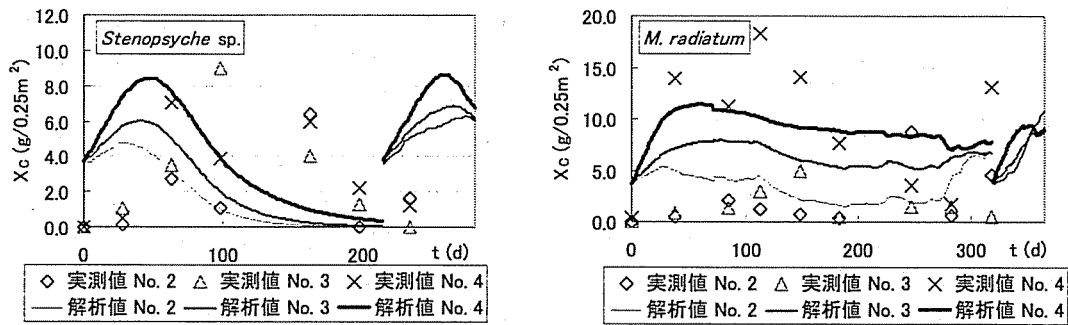 Stenopsyche sp.
Xc (g/0.25m²)
12.0
10.0
8.0
6.0
4.0
2.0
0.0
0 100 200 t (d)
◇ 実測値 No. 2 △ 実測値 No. 3 × 実測値 No. 4
解析値 No. 2 解析値 No. 3 解析値 No. 4
M. radiatum
Xc (g/0.25m²)
20.0
15.0
10.0
5.0
0.0
0 100 200 300 t (d)
◇ 実測値 No. 2 △ 実測値 No. 3 × 実測値 No. 4
解析値 No. 2 解析値 No. 3 解析値 No. 4